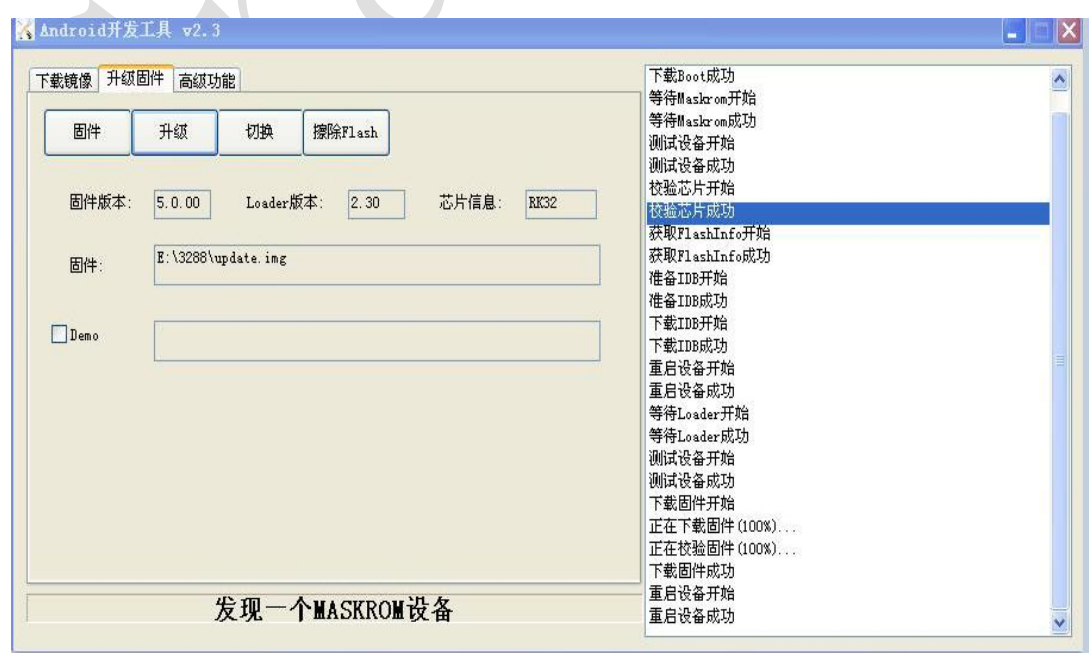 Android开发工具 v2.3
下载镜像 升级固件 高级功能
固件 升级 切换 擦除Flash
固件版本: 5.0.00 Loader版本: 2.30 芯片信息: RK32
固件: E:\3288\update.img
Demo
发现一个MASKROM设备
下载Boot成功
等待Maskrom开始
等待Maskrom成功
测试设备开始
测试设备成功
校验芯片开始
校验芯片成功
获取FlashInfo开始
获取FlashInfo成功
准备IDB开始
准备IDB成功
下载IDB开始
下载IDB成功
重启设备开始
重启设备成功
等待Loader开始
等待Loader成功
测试设备开始
测试设备成功
下载固件开始
正在下载固件(100%)...
正在校验固件(100%)...
下载固件成功
重启设备开始
重启设备成功